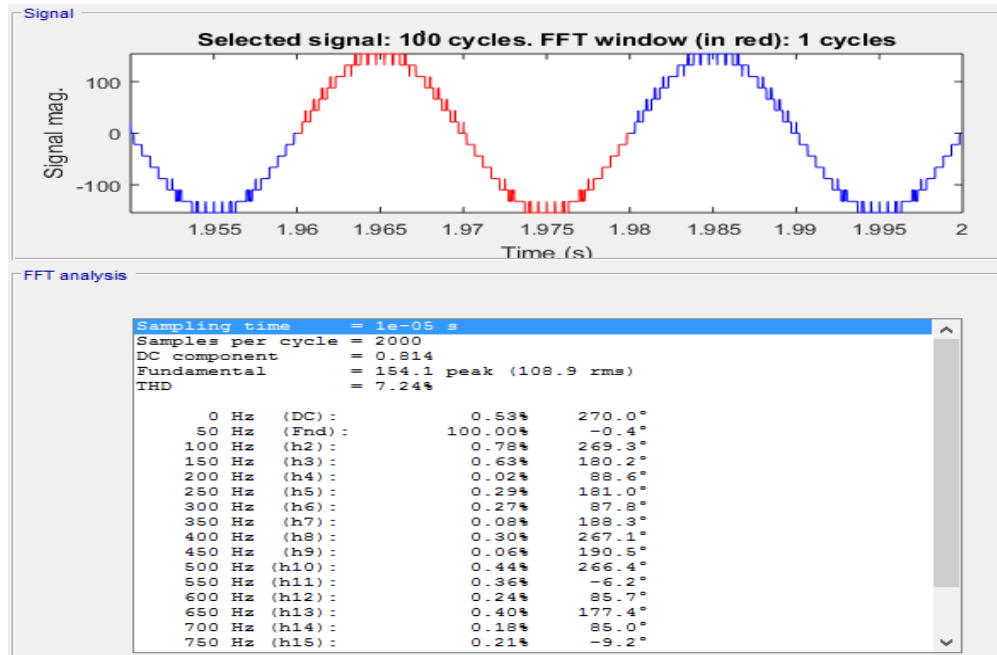 Signal
Selected signal: 100 cycles. FFT window (in red): 1 cycles
Signal mag.
100
0
-100
1.955 1.96 1.965 1.97 1.975 1.98 1.985 1.99 1.995 2
Time (s)
FFT analysis
Sampling time = 1e-05 s
Samples per cycle = 2000
DC component = 0.814
Fundamental = 154.1 peak (108.9 rms)
THD = 7.24%
0 Hz (DC): 0.53% 270.0°
50 Hz (Fnd): 100.00% -0.4°
100 Hz (h2): 0.78% 269.3°
150 Hz (h3): 0.63% 180.2°
200 Hz (h4): 0.02% 88.6°
250 Hz (h5): 0.29% 181.0°
300 Hz (h6): 0.27% 87.8°
350 Hz (h7): 0.08% 188.3°
400 Hz (h8): 0.30% 267.1°
450 Hz (h9): 0.06% 190.5°
500 Hz (h10): 0.44% 266.4°
550 Hz (h11): 0.36% -6.2°
600 Hz (h12): 0.24% 85.7°
650 Hz (h13): 0.40% 177.4°
700 Hz (h14): 0.18% 85.0°
750 Hz (h15): 0.21% -9.2°